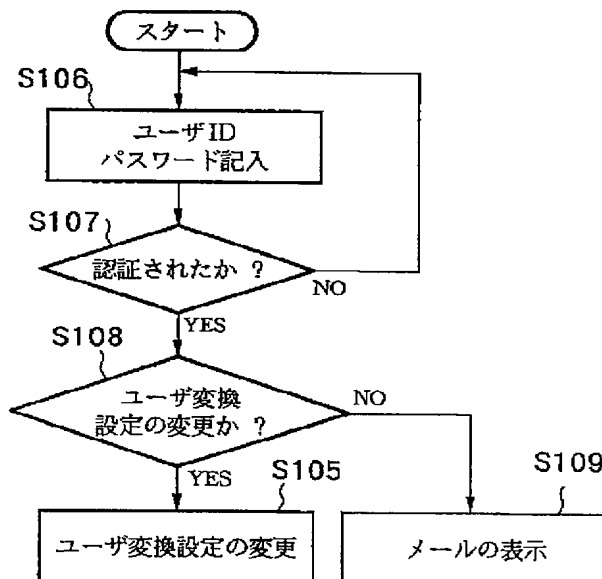 スタート
S106
ユーザID
パスワード記入
S107
認証されたか ?
NO
YES
S108
ユーザ変換
設定の変更か ?
NO
YES
S105
ユーザ変換設定の変更
S109
メールの表示